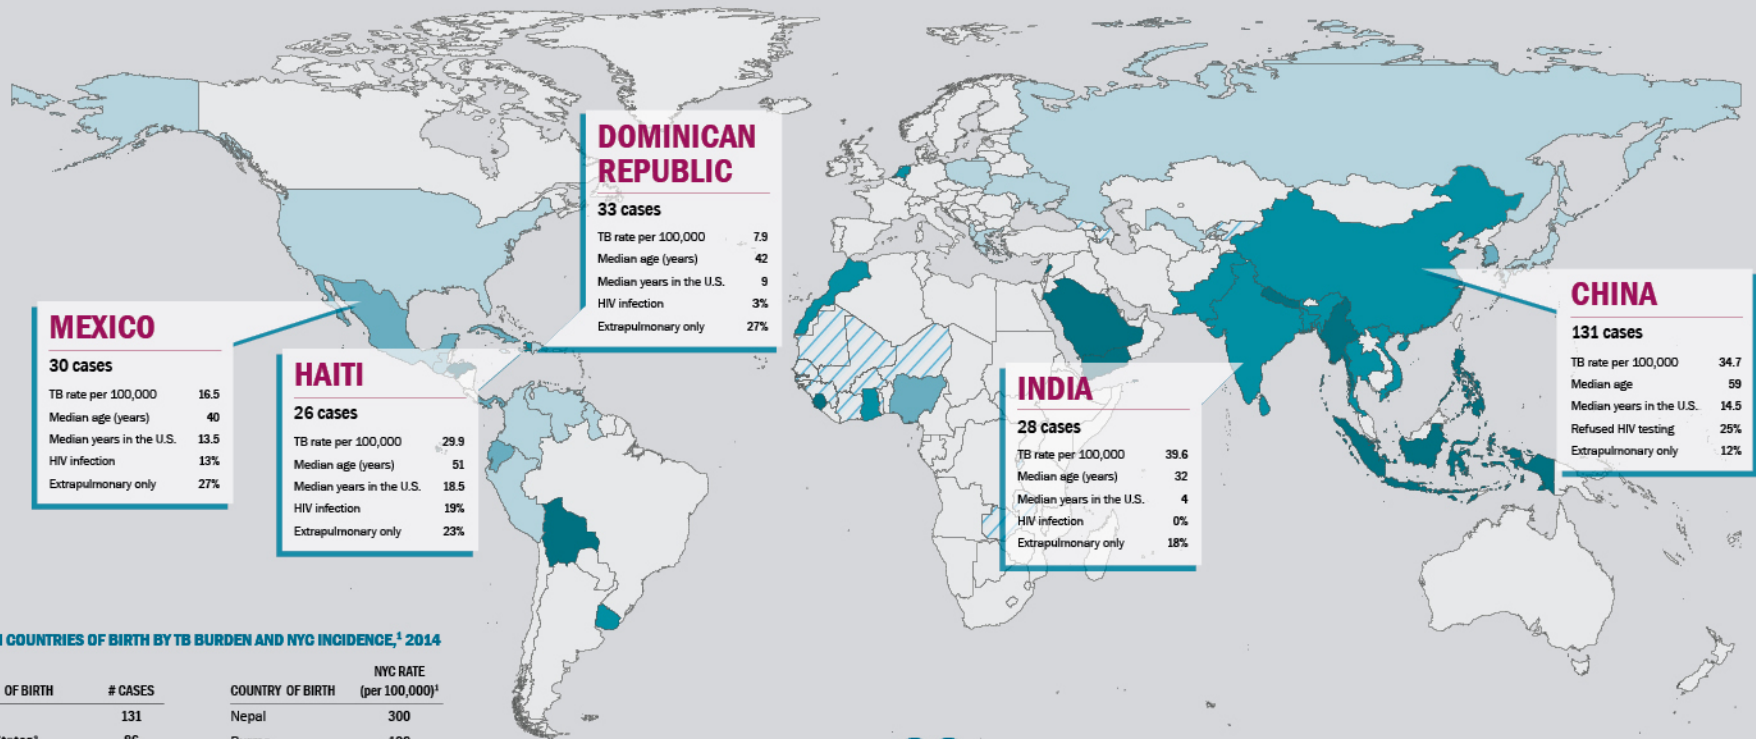 DOMINICAN
REPUBLIC
33 cases
TB rate per 100,000 7.9
Median age (years) 42
Median years in the U.S. 9
HIV infection 3%
Extrapulmonary only 27%
MEXICO
30 cases
TB rate per 100,000 16.5
Median age (years) 40
Median years in the U.S. 13.5
HIV infection 13%
Extrapulmonary only 27%
HAITI
26 cases
TB rate per 100,000 29.9
Median age (years) 51
Median years in the U.S. 18.5
HIV infection 19%
Extrapulmonary only 23%
INDIA
28 cases
TB rate per 100,000 39.6
Median age (years) 32
Median years in the U.S. 4
HIV infection 0%
Extrapulmonary only 18%
CHINA
131 cases
TB rate per 100,000 34.7
Median age 59
Median years in the U.S. 14.5
Refused HIV testing 25%
Extrapulmonary only 12%
COUNTRIES OF BIRTH BY TB BURDEN AND NYC INCIDENCE,¹ 2014
OF BIRTH # CASES
131
COUNTRY OF BIRTH NYC RATE
(per 100,000)¹
Nepal 300